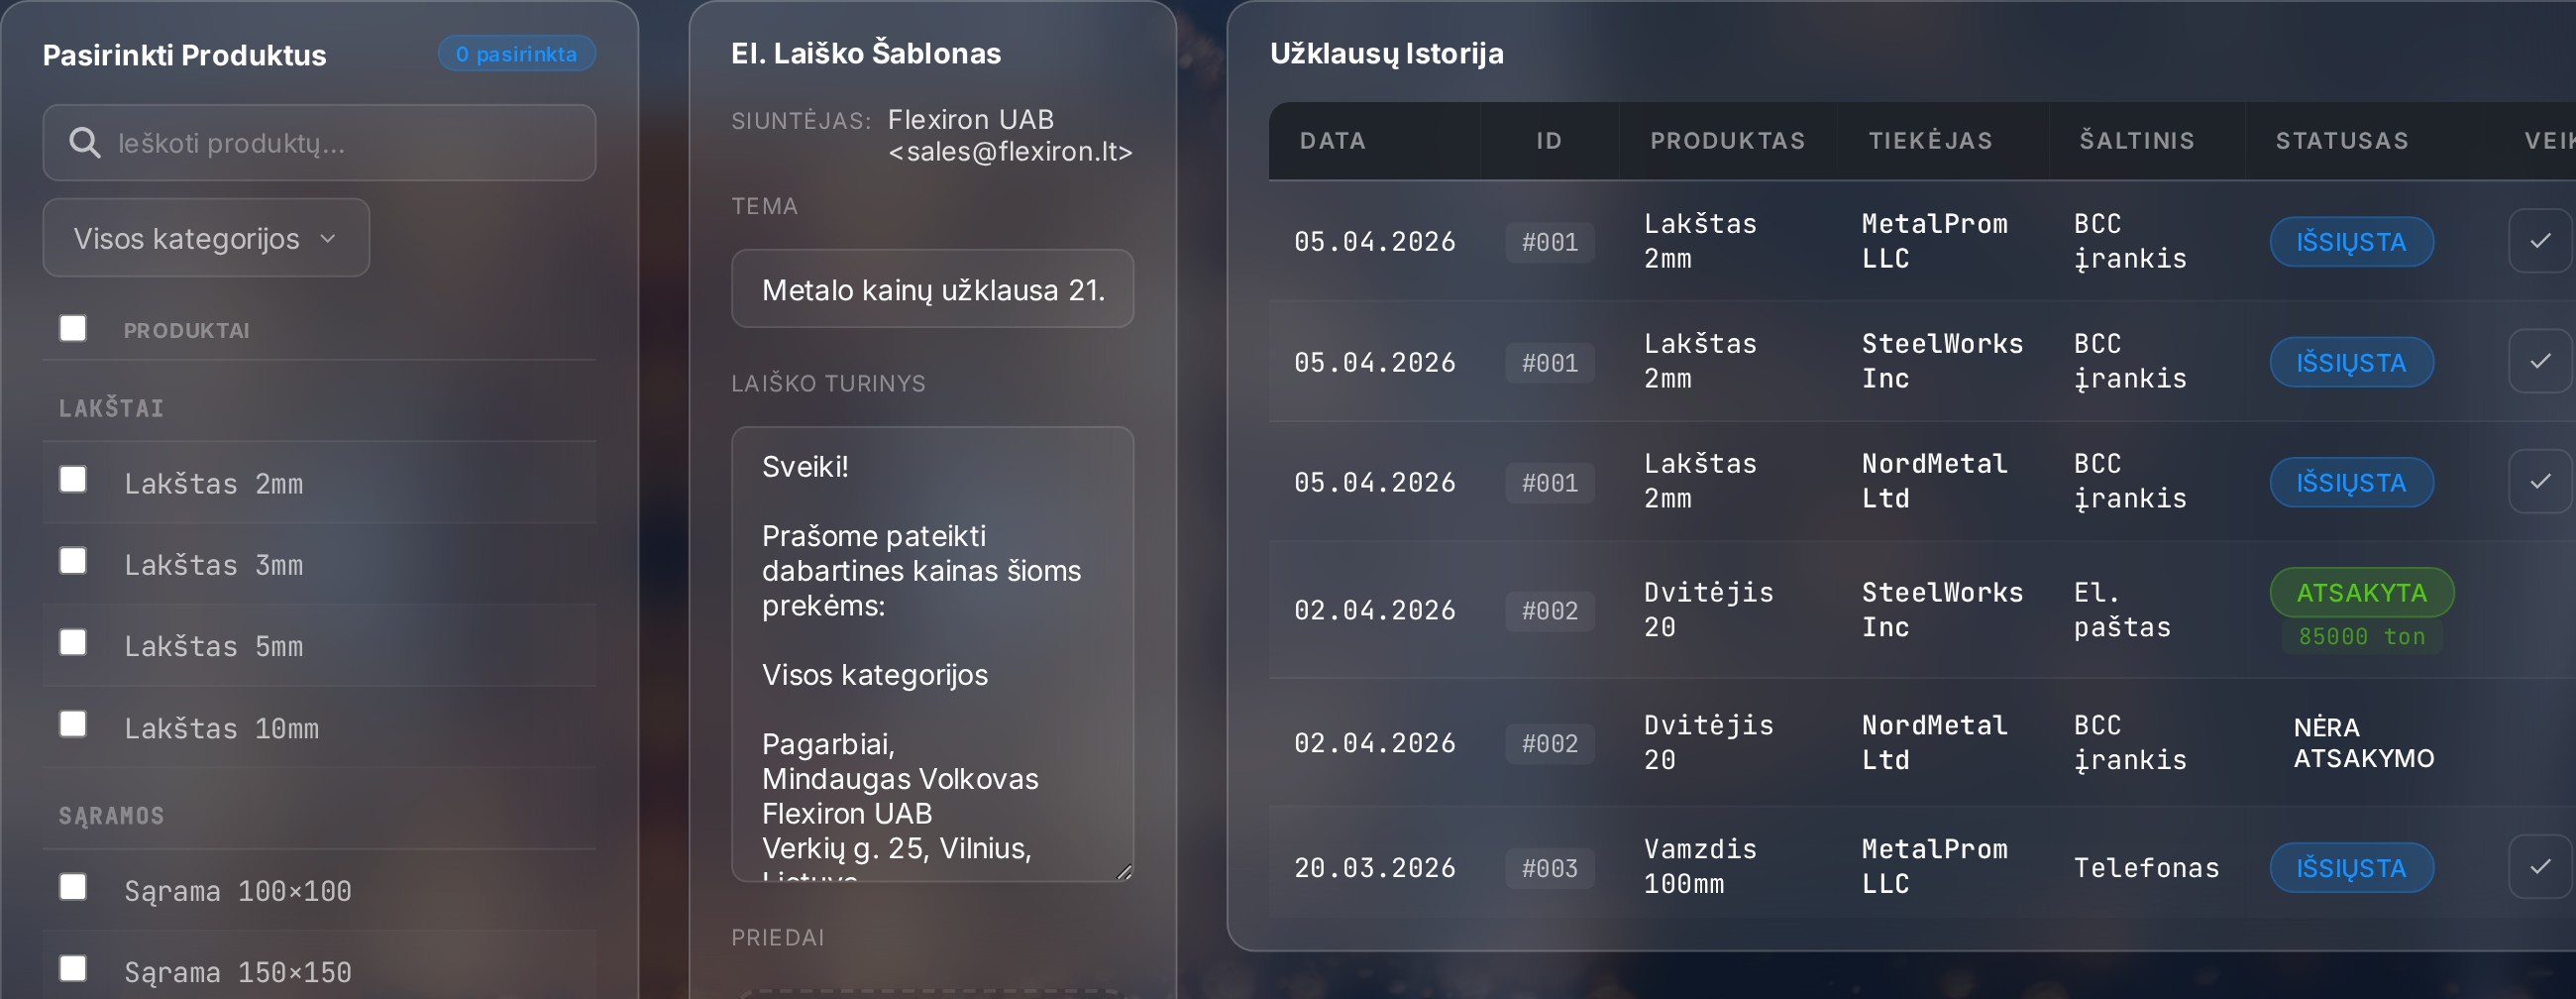 Pasirinkti Produktus
0 pasirinkta
Ieškoti produktų...
Visos kategorijos
PRODUKTAI
LAKŠTAI
Lakštas 2mm
Lakštas 3mm
Lakštas 5mm
Lakštas 10mm
SĄRAMOS
Sąrama 100×100
Sąrama 150×150
El. Laiško Šablonas
SIUNTĖJAS: Flexiron UAB
<sales@flexiron.lt>
TEMA
Metalo kainų užklausa 21.
LAIŠKO TURINYS
Sveiki!
Prašome pateikti
dabartines kainas šioms
prekėms:
Visos kategorijos
Pagarbiai,
Mindaugas Volkovas
Flexiron UAB
Verkių g. 25, Vilnius,
PRIEDAI
Užklausų Istorija
DATA ID PRODUKTAS TIEKĖJAS ŠALTINIS STATUSAS VEIK
05.04.2026 #001 Lakštas 2mm MetalProm LLC BCC įrankis IŠSIŲSTA
05.04.2026 #001 Lakštas 2mm SteelWorks Inc BCC įrankis IŠSIŲSTA
05.04.2026 #001 Lakštas 2mm NordMetal Ltd BCC įrankis IŠSIŲSTA
02.04.2026 #002 Dvitėjis 20 SteelWorks Inc El. paštas ATSAKYTA 85000 ton
02.04.2026 #002 Dvitėjis 20 NordMetal Ltd BCC įrankis NĖRA ATSAKYMO
20.03.2026 #003 Vamzdis 100mm MetalProm LLC Telefonas IŠSIŲSTA